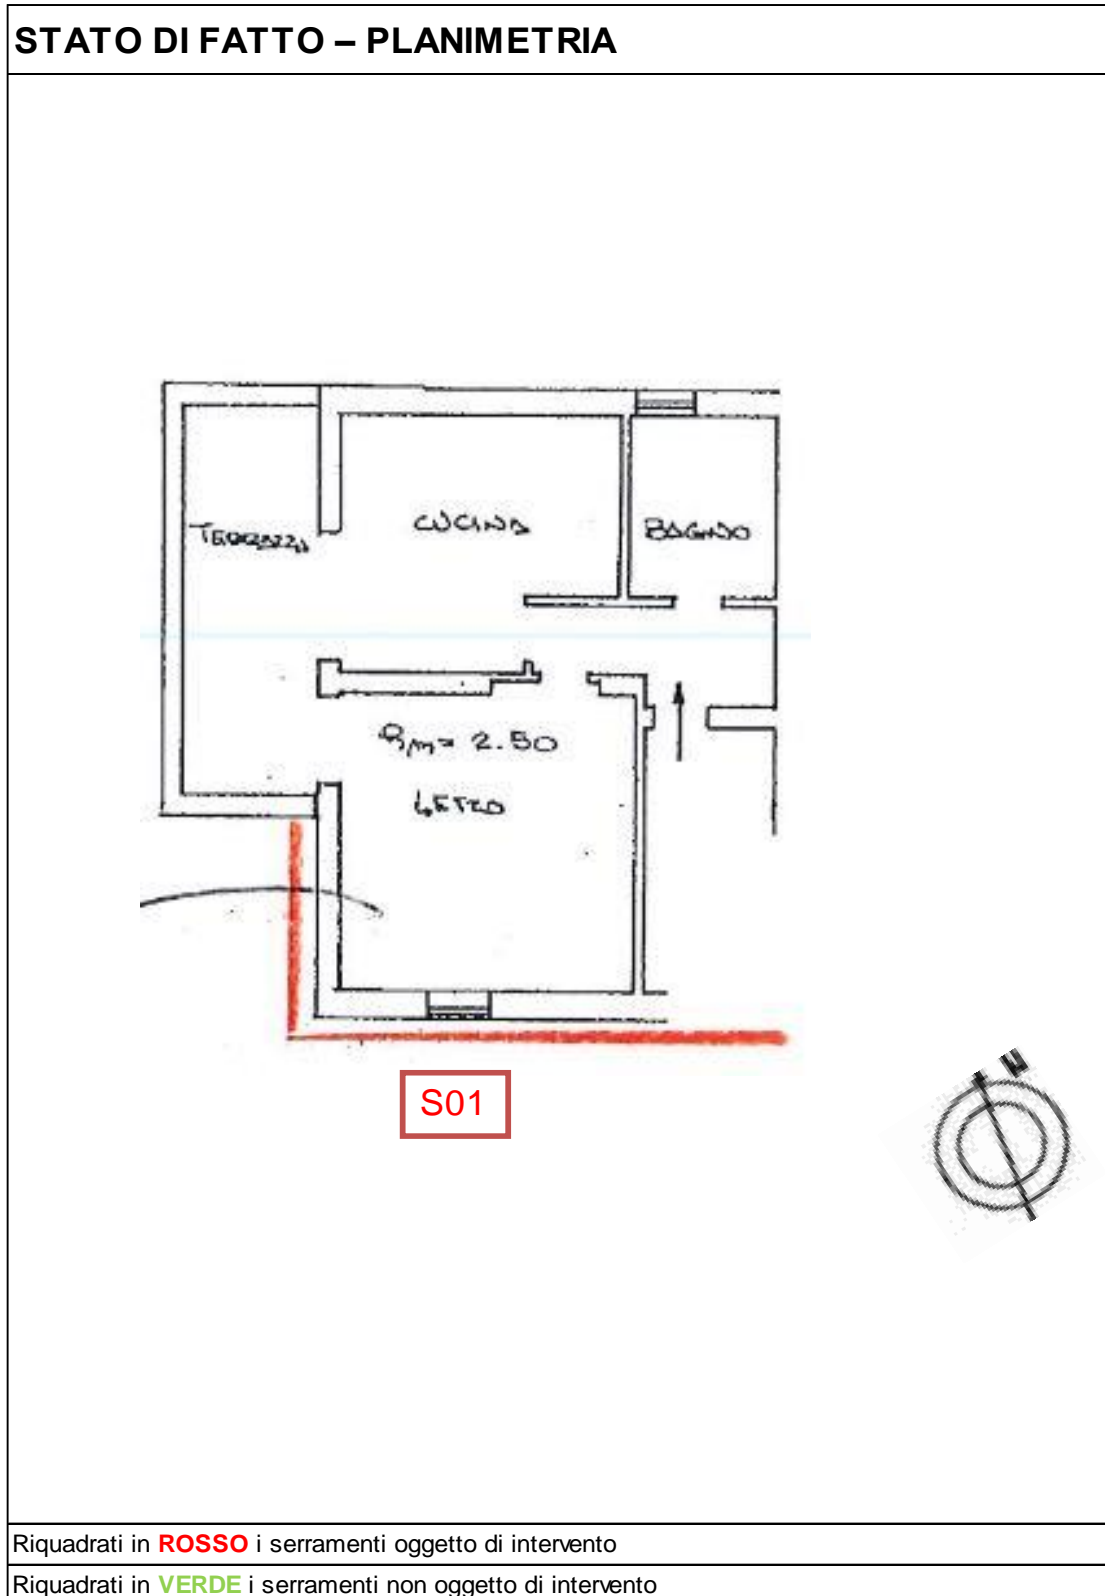 STATO DI FATTO – PLANIMETRIA
TERRAZZO
CUCINA
BAGNO
hm= 2.50
LETTO
S01
N
Riquadrati in ROSSO i serramenti oggetto di intervento
Riquadrati in VERDE i serramenti non oggetto di intervento